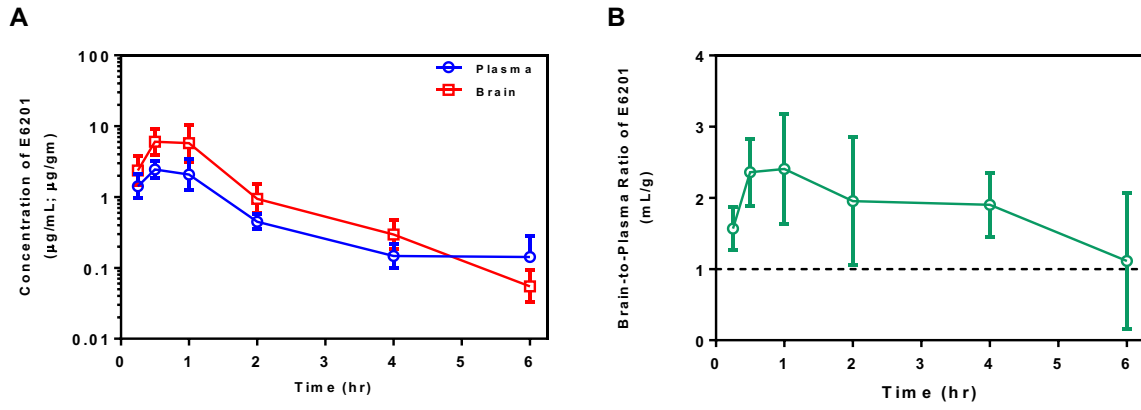 A
Concentration of E6201
(µg/mL; µg/gm)
100
10
1
0.1
0.01
Plasma
Brain
0 1 2 3 4 5 6
Time (hr)
B
Brain-to-Plasma Ratio of E6201
(mL/g)
4
3
2
1
0
0 1 2 3 4 5 6
Time (hr)